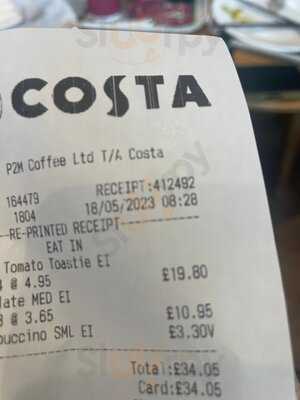 COSTA
P2M Coffee Ltd T/A Costa
164479 RECEIPT:412492
1804 18/05/2023 08:28
--RE-PRINTED RECEIPT--
EAT IN
Tomato Toastie EI
@ 4.95 £19.80
late MED EI
@ 3.65 £10.95
puccino SML EI £3.30V
Total:£34.05
Card:£34.05